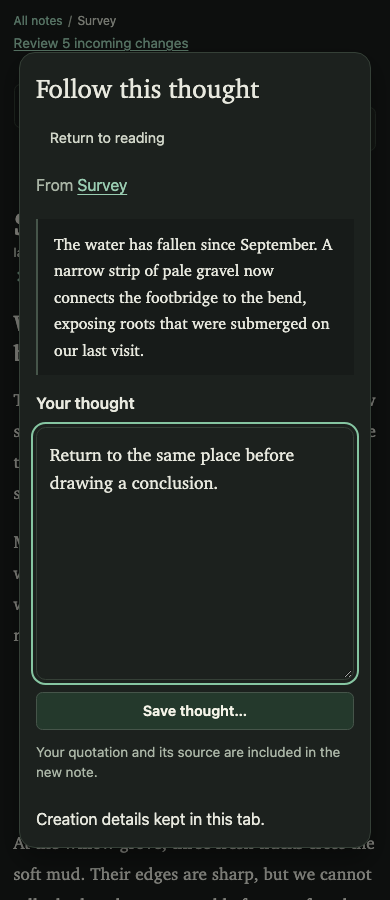 All notes / Survey
Review 5 incoming changes
Follow this thought
Return to reading
From Survey
The water has fallen since September. A
narrow strip of pale gravel now
connects the footbridge to the bend,
exposing roots that were submerged on
our last visit.
Your thought
Return to the same place before
drawing a conclusion.
Save thought...
Your quotation and its source are included in the
new note.
Creation details kept in this tab.
soft mud. Their edges are sharp, but we cannot